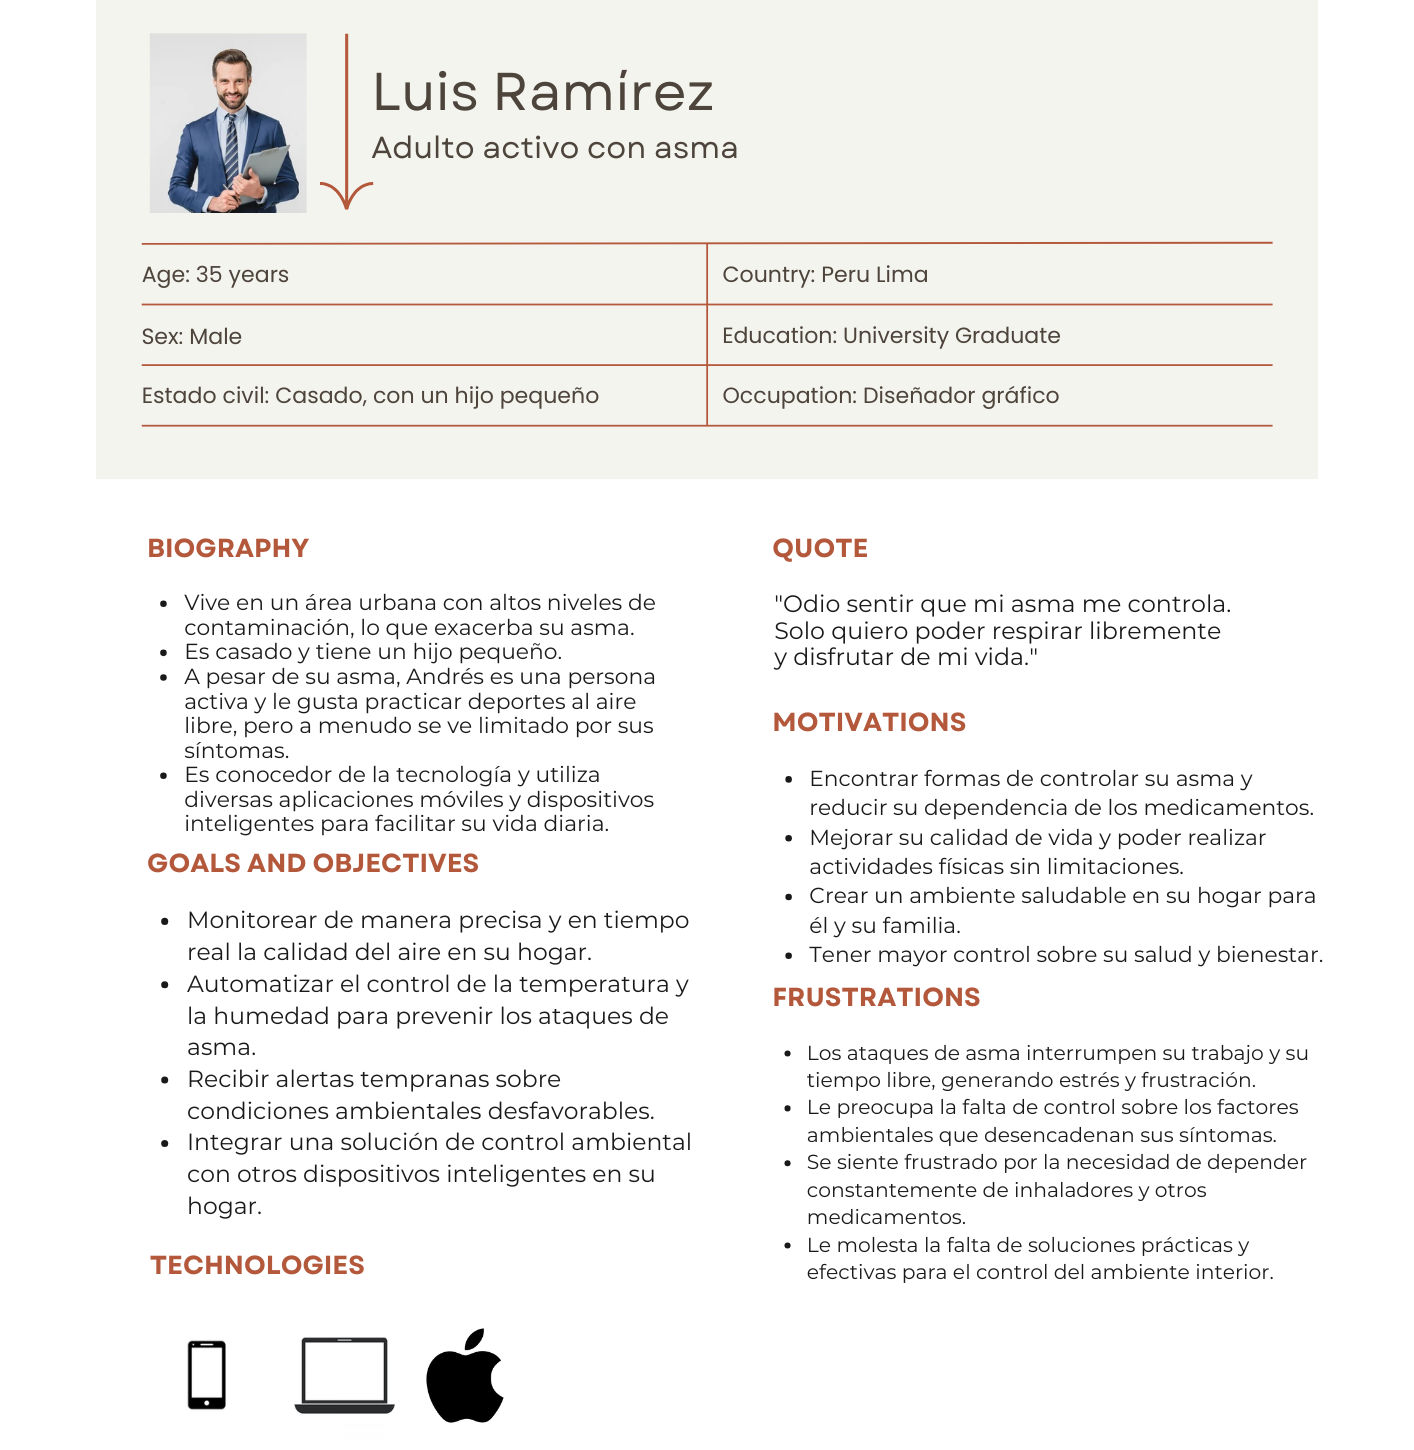 Luis Ramírez
Adulto activo con asma
Age: 35 years
Country: Peru Lima
Sex: Male
Education: University Graduate
Estado civil: Casado, con un hijo pequeño
Occupation: Diseñador gráfico
BIOGRAPHY
• Vive en un área urbana con altos niveles de
contaminación, lo que exacerba su asma.
• Es casado y tiene un hijo pequeño.
• A pesar de su asma, Andrés es una persona
activa y le gusta practicar deportes al aire
libre, pero a menudo se ve limitado por sus
síntomas.
• Es conocedor de la tecnología y utiliza
diversas aplicaciones móviles y dispositivos
inteligentes para facilitar su vida diaria.
GOALS AND OBJECTIVES
• Monitorear de manera precisa y en tiempo
real la calidad del aire en su hogar.
• Automatizar el control de la temperatura y
la humedad para prevenir los ataques de
asma.
• Recibir alertas tempranas sobre
condiciones ambientales desfavorables.
• Integrar una solución de control ambiental
con otros dispositivos inteligentes en su
hogar.
TECHNOLOGIES
QUOTE
"Odio sentir que mi asma me controla.
Solo quiero poder respirar libremente
y disfrutar de mi vida."
MOTIVATIONS
• Encontrar formas de controlar su asma y
reducir su dependencia de los medicamentos.
• Mejorar su calidad de vida y poder realizar
actividades físicas sin limitaciones.
• Crear un ambiente saludable en su hogar para
él y su familia.
• Tener mayor control sobre su salud y bienestar.
FRUSTRATIONS
• Los ataques de asma interrumpen su trabajo y su
tiempo libre, generando estrés y frustración.
• Le preocupa la falta de control sobre los factores
ambientales que desencadenan sus síntomas.
• Se siente frustrado por la necesidad de depender
constantemente de inhaladores y otros
medicamentos.
• Le molesta la falta de soluciones prácticas y
efectivas para el control del ambiente interior.